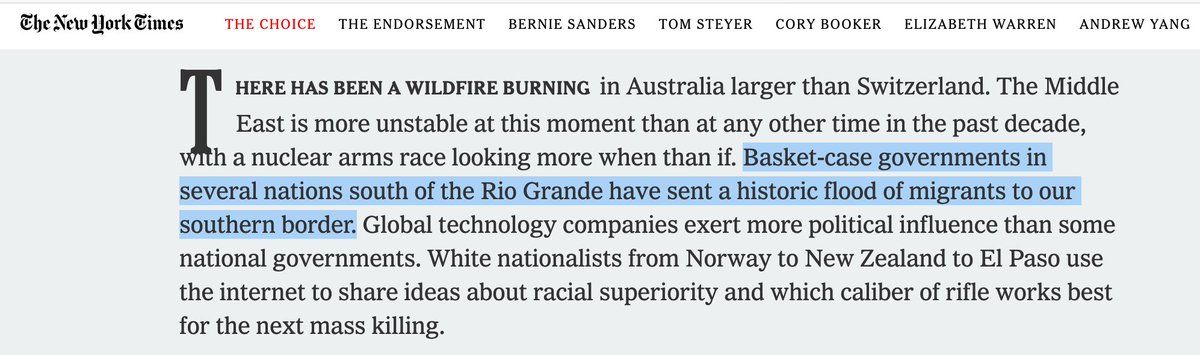 The New York Times THE CHOICE THE ENDORSEMENT BERNIE SANDERS TOM STEYER CORY BOOKER ELIZABETH WARREN ANDREW YANG
THERE HAS BEEN A WILDFIRE BURNING in Australia larger than Switzerland. The Middle
East is more unstable at this moment than at any other time in the past decade,
with a nuclear arms race looking more when than if. Basket-case governments in
several nations south of the Rio Grande have sent a historic flood of migrants to our
southern border. Global technology companies exert more political influence than some
national governments. White nationalists from Norway to New Zealand to El Paso use
the internet to share ideas about racial superiority and which caliber of rifle works best
for the next mass killing.